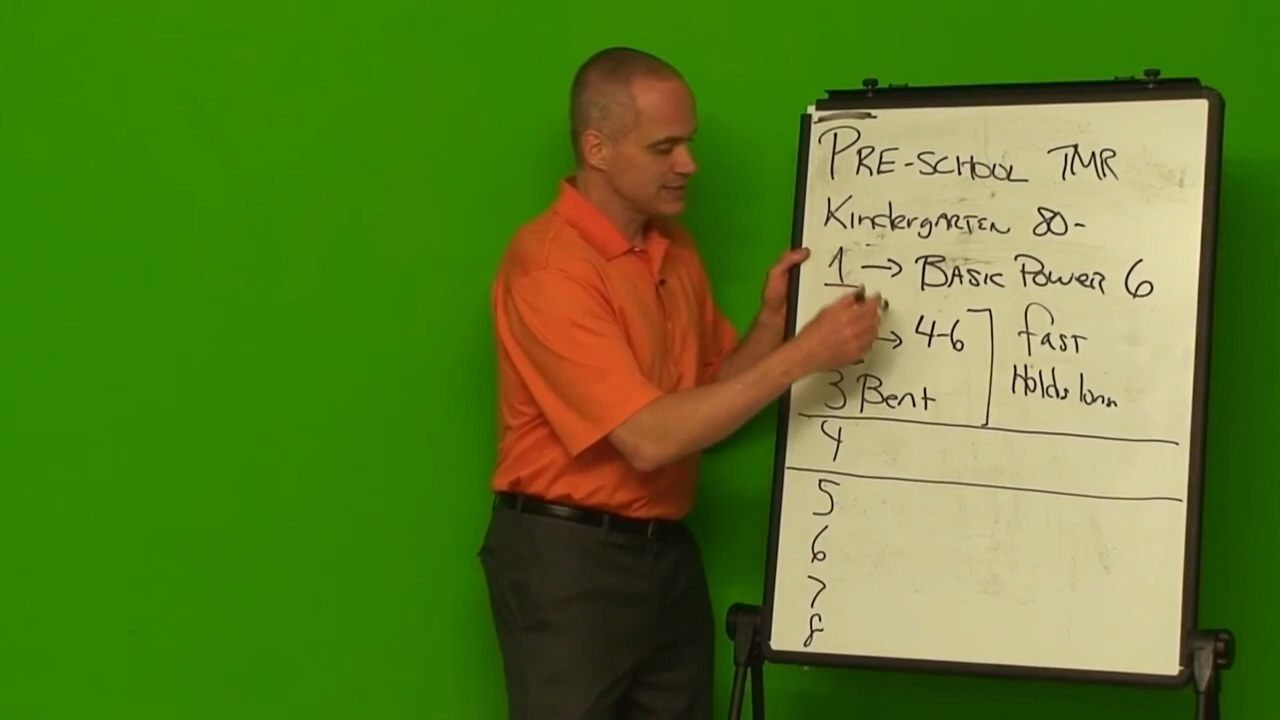 PRE-SCHOOL TMR
KindergARTEN 80-
1 → BASIC POWER 6
→ 4-6 fast
3 Bent Holds
4
5
6
7
8